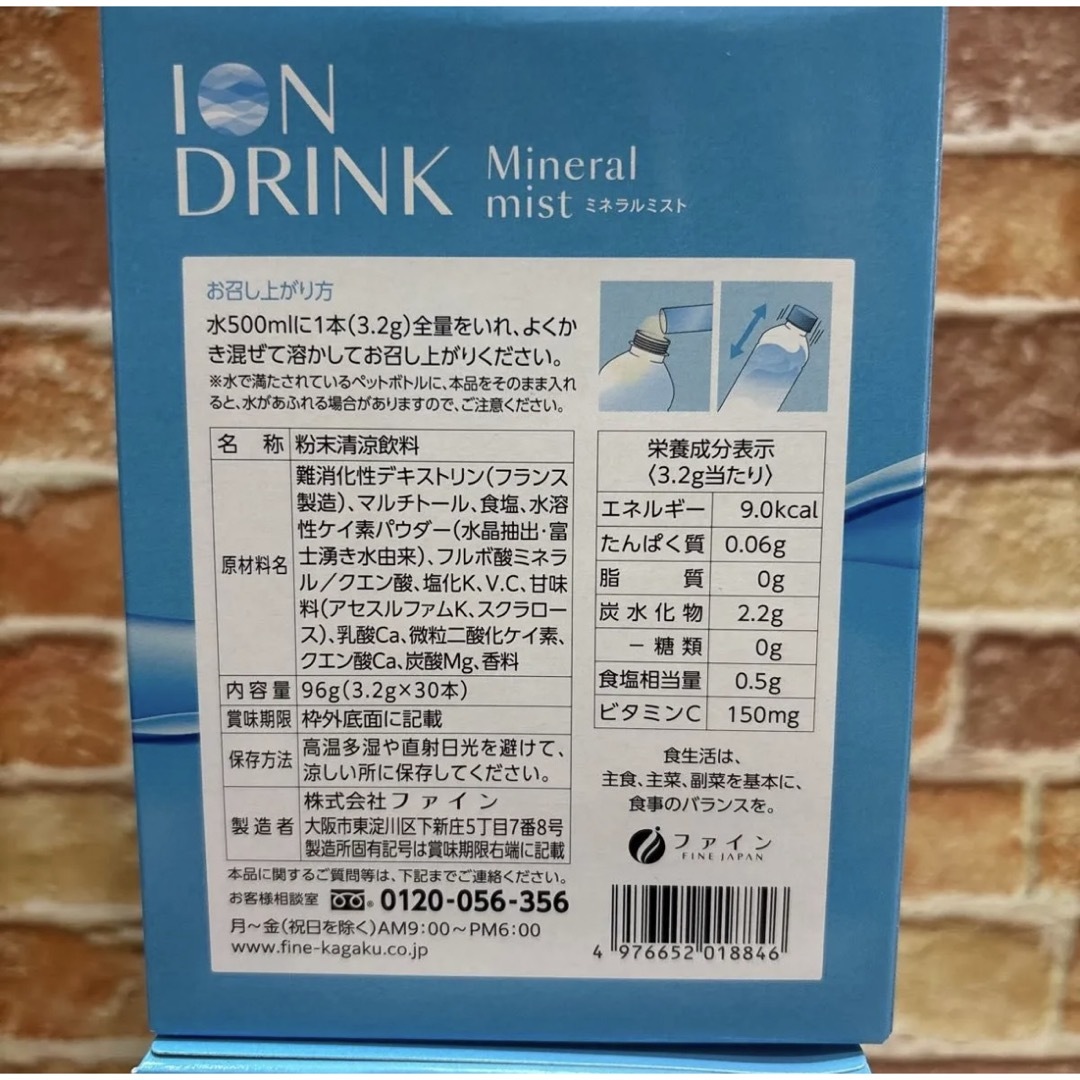 ION
DRINK
Mineral
mist ミネラルミスト
お召し上がり方
水500mlに1本(3.2g)全量をいれ、よくか
き混ぜて溶かしてお召し上がりください。
※水で満たされているペットボトルに、本品をそのまま入れ
ると、水があふれる場合がありますので、ご注意ください。
名 称 粉末清涼飲料
原材料名
難消化性デキストリン(フランス
製造)、マルチトール、食塩、水溶
性ケイ素パウダー(水晶抽出・富
士湧き水由来)、フルボ酸ミネラ
ル／クエン酸、塩化K、V.C、甘味
料(アセスルファムK、スクラロー
ス)、乳酸Ca、微粒二酸化ケイ素、
クエン酸Ca、炭酸Mg、香料
内容量 96g(3.2g×30本)
賞味期限 枠外底面に記載
保存方法
高温多湿や直射日光を避けて、
涼しい所に保存してください。
製造者
株式会社ファイン
大阪市東淀川区下新庄5丁目7番8号
製造所固有記号は賞味期限右端に記載
本品に関するご質問等は、下記までご連絡ください。
お客様相談室 0120-056-356
月〜金(祝日を除く)AM9:00〜PM6:00
www.fine-kagaku.co.jp
栄養成分表示
〈3.2g当たり〉
エネルギー 9.0kcal
たんぱく質 0.06g
脂 質 0g
炭水化物 2.2g
－糖類 0g
食塩相当量 0.5g
ビタミンC 150mg
食生活は、
主食、主菜、副菜を基本に、
食事のバランスを。
ファイン
FINE JAPAN
4 976652 018846